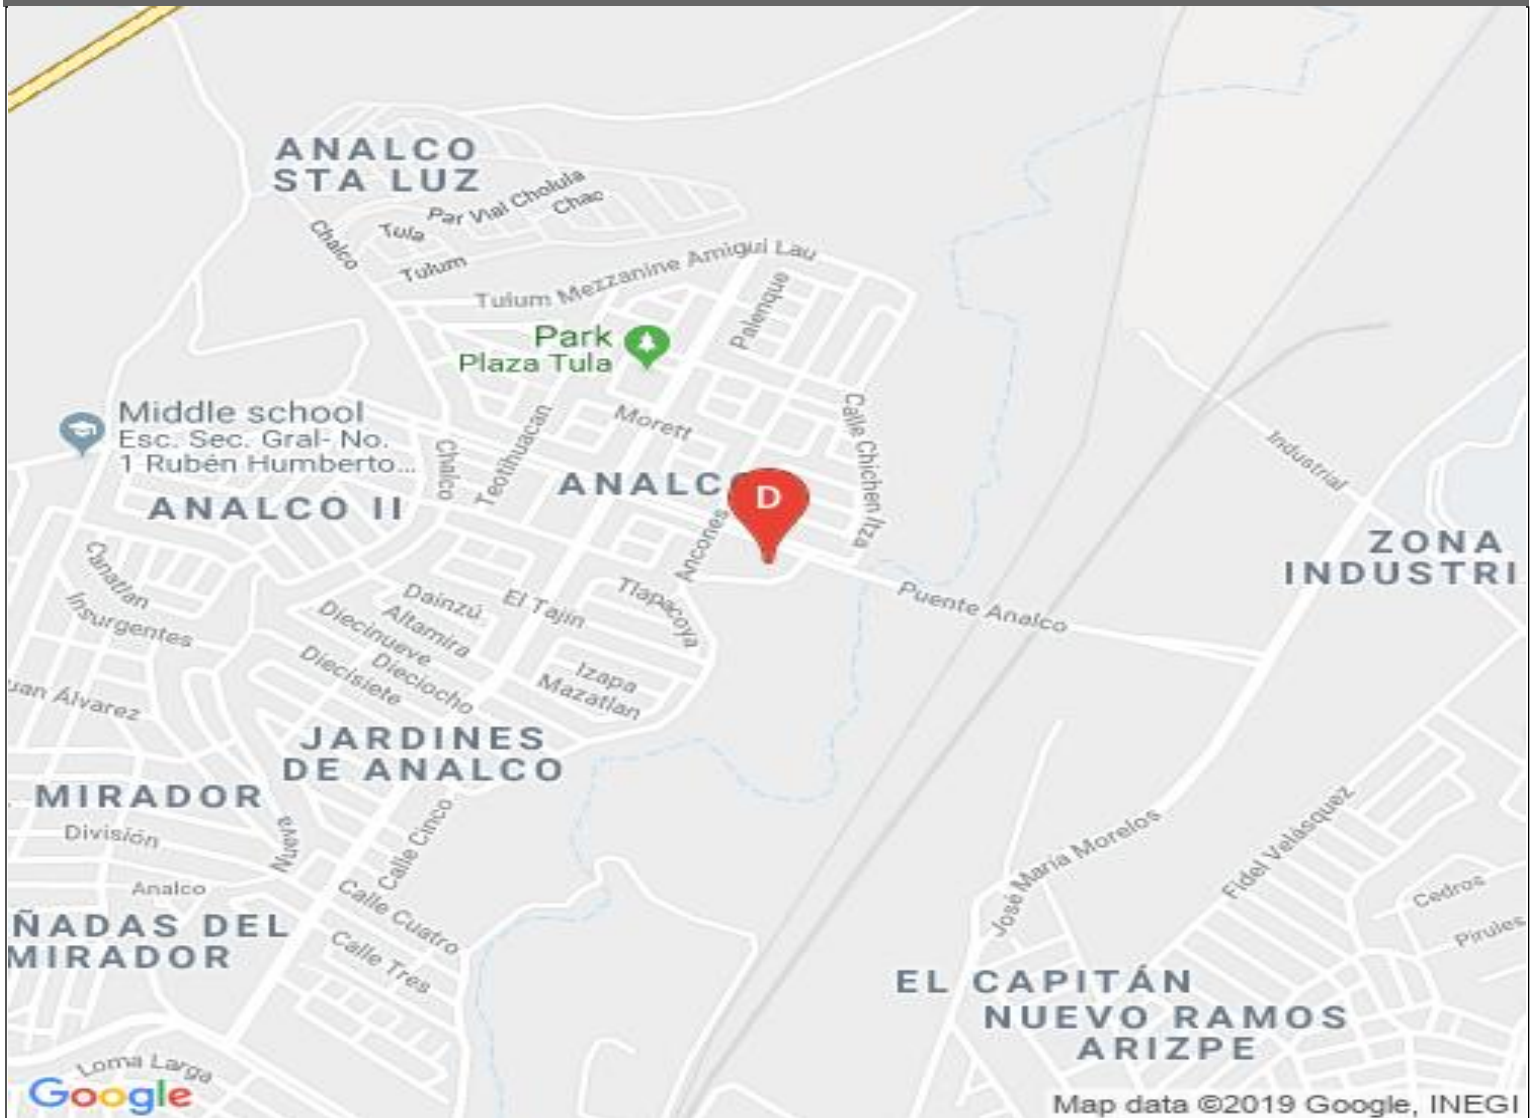 ANALCO
STA LUZ
Par Vial Cholula
Chac
Tula
Chalco
Tulum
Tulum Mezzanine Amigui Lau
Palenque
Park
Plaza Tula
Middle school
Esc. Sec. Gral- No.
1 Rubén Humberto...
Morett
Calle Chichen Itza
Teotihuacan
Chalco
Industrial
ANALC
D
ANALCO II
Ancones
ZONA
INDUSTRI
Canatlan
Insurgentes
Dainzú
El Tajín
Tlapacoya
Puente Analco
Altamira
Diecinueve
Dieciocho
Diecisiete
Izapa
Mazatlan
uan Álvarez
JARDINES
DE ANALCO
MIRADOR
División
Nueva
Calle Cinco
José María Morelos
Fidel Velásquez
Analco
Calle Cuatro
Cedros
ÑADAS DEL
MIRADOR
Calle Tres
Pirules
EL CAPITÁN
NUEVO RAMOS
ARIZPE
Loma Larga
Google
Map data ©2019 Google, INEGI